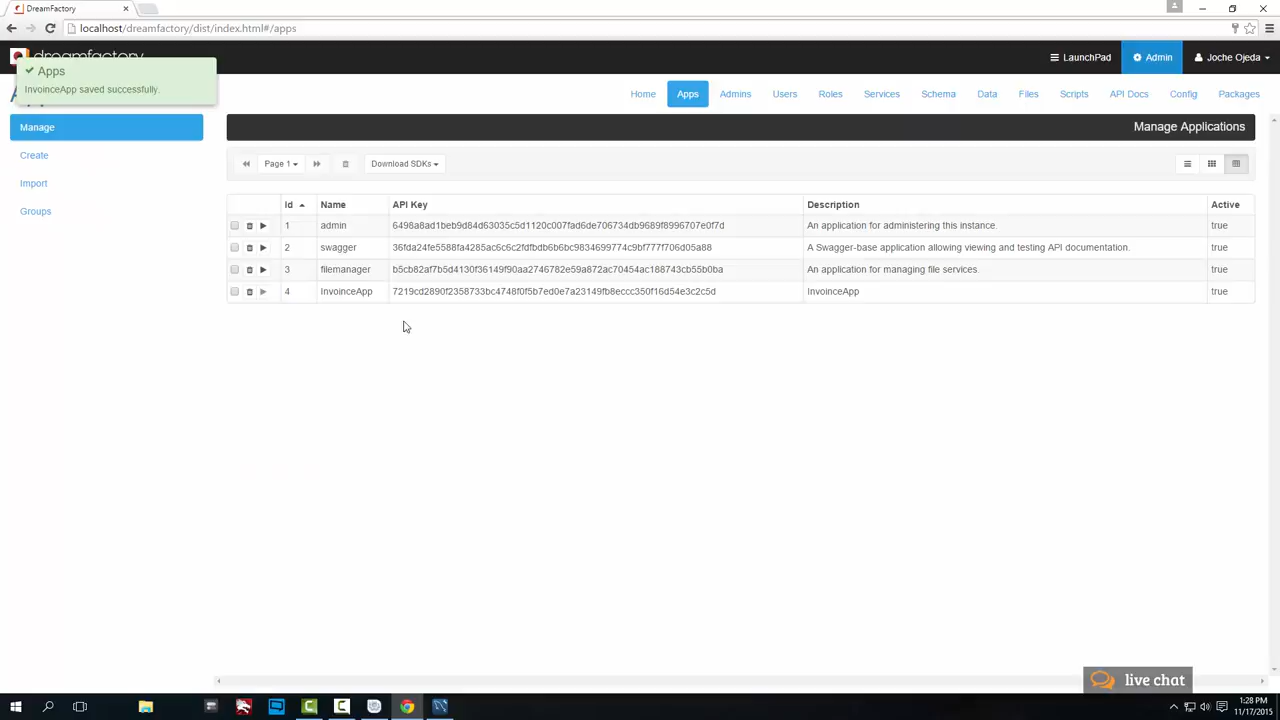 DreamFactory
localhost/dreamfactory/dist/index.html#/apps
dreamfactory
LaunchPad
Admin
Joche Ojeda
Apps
InvoinceApp saved successfully.
Home
Apps
Admins
Users
Roles
Services
Schema
Data
Files
Scripts
API Docs
Config
Packages
Manage
Create
Import
Groups
Manage Applications
Page 1
Download SDKs
Id Name API Key Description Active
1 admin 6498a8ad1beb9d84d63035c5d1120c007fad6de706734db9689f8996707e0f7d An application for administering this instance. true
2 swagger 36fda24fe5588fa4285ac6c6c2fdfbdb6b6bc9834699774c9bf777f706d05a88 A Swagger-base application allowing viewing and testing API documentation. true
3 filemanager b5cb82af7b5d4130f36149f90aa2746782e59a872ac70454ac188743cb55b0ba An application for managing file services. true
4 InvoinceApp 7219cd2890f2358733bc4748f0f5b7ed0e7a23149fb8eccc350f16d54e3c2c5d InvoinceApp true
live chat
1:28 PM
11/17/2015